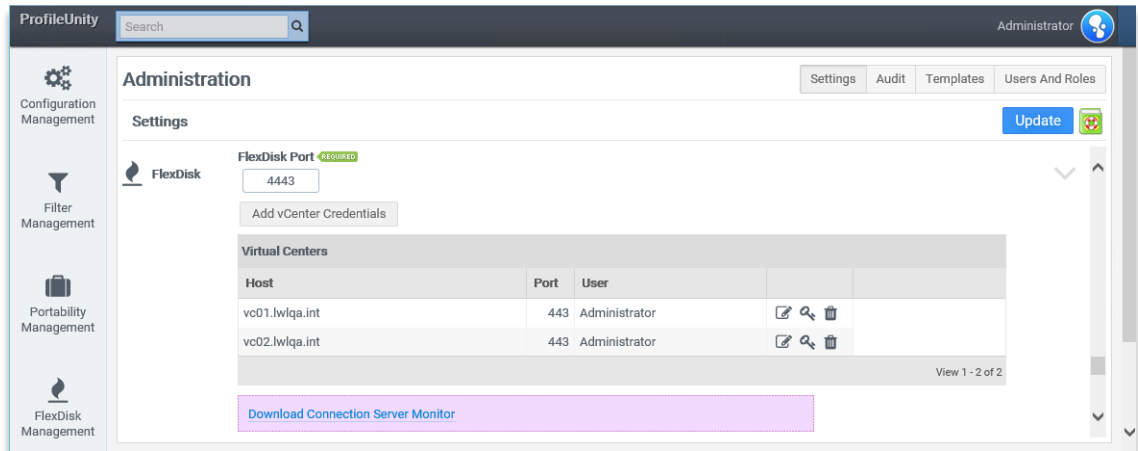 ProfileUnity
Search
Administrator
Configuration
Management
Filter
Management
Portability
Management
FlexDisk
Management
Administration
Settings Audit Templates Users And Roles
Settings
Update
FlexDisk
FlexDisk Port REQUIRED
4443
Add vCenter Credentials
Virtual Centers
Host Port User
vc01.lwlqa.int 443 Administrator
vc02.lwlqa.int 443 Administrator
View 1 - 2 of 2
Download Connection Server Monitor